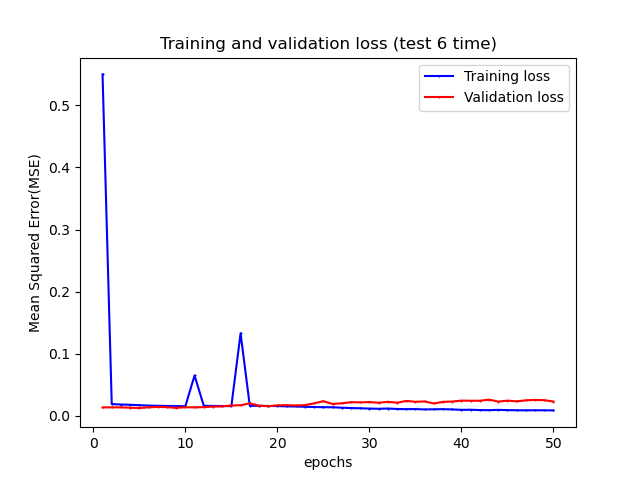 Training and validation loss (test 6 time)
Training loss
Validation loss
Mean Squared Error(MSE)
0.5
0.4
0.3
0.2
0.1
0.0
0 10 20 30 40 50
epochs